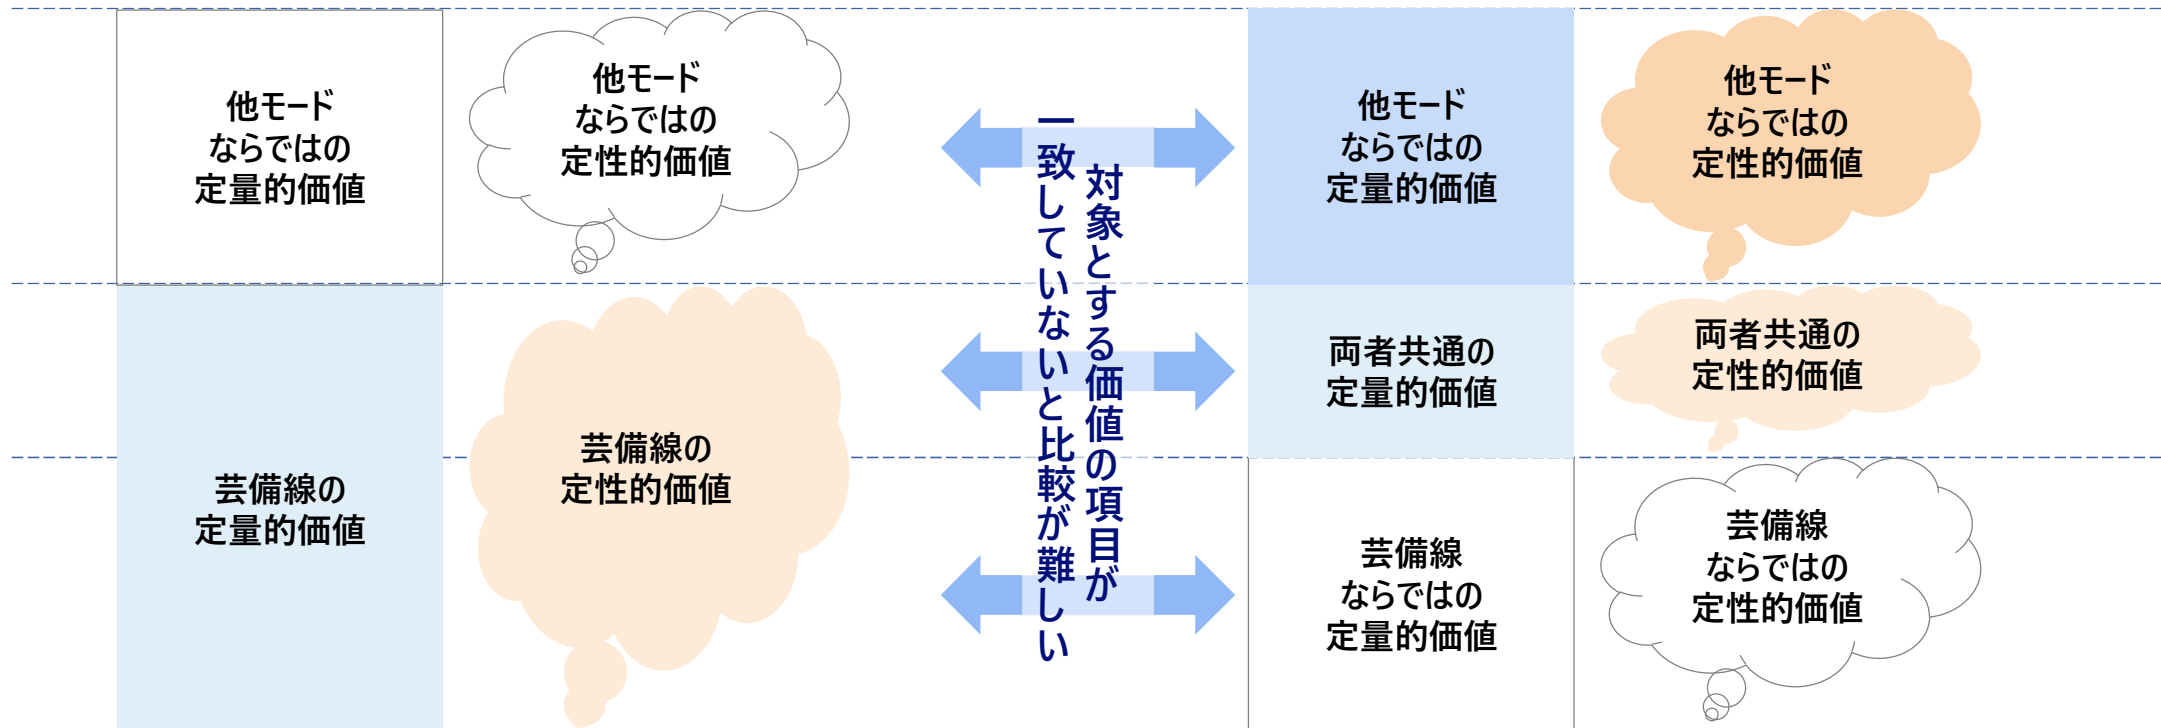 他モード
ならではの
定量的価値
他モード
ならではの
定性的価値
芸備線の
定量的価値
芸備線の
定性的価値
対象とする価値の項目が
一致していないと比較が難しい
他モード
ならではの
定量的価値
他モード
ならではの
定性的価値
両者共通の
定量的価値
両者共通の
定性的価値
芸備線
ならではの
定量的価値
芸備線
ならではの
定性的価値